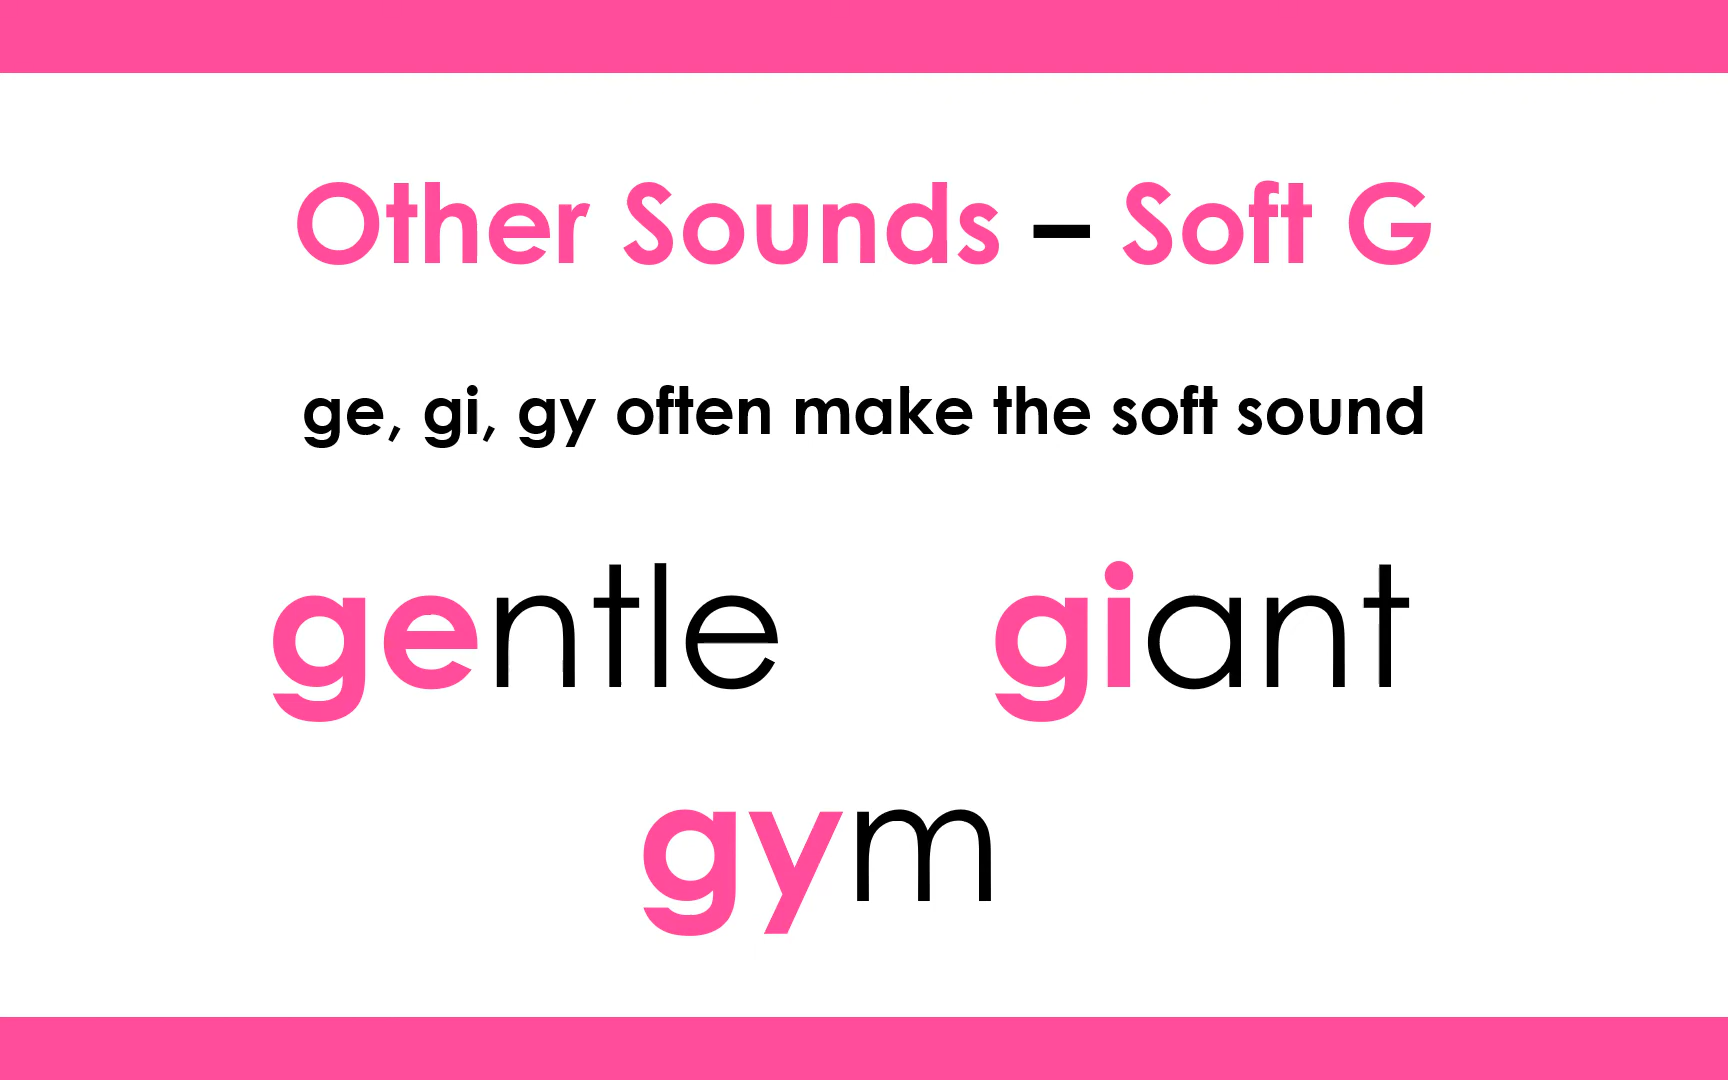 Other Sounds – Soft G
ge, gi, gy often make the soft sound
gentle giant
gym